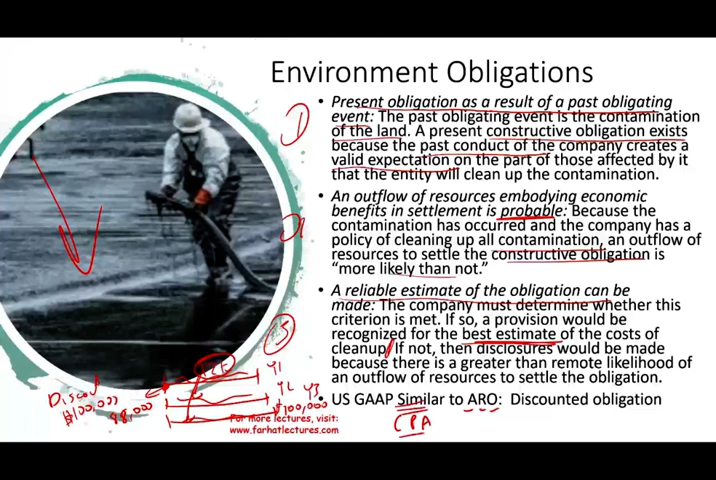 Environment Obligations
• Present obligation as a result of a past obligating
event: The past obligating event is the contamination
of the land. A present constructive obligation exists
because the past conduct of the company creates a
valid expectation on the part of those affected by it
that the entity will clean up the contamination.
• An outflow of resources embodying economic
benefits in settlement is probable: Because the
contamination has occurred and the company has a
policy of cleaning up all contamination, an outflow of
resources to settle the constructive obligation is
“more likely than not.”
• A reliable estimate of the obligation can be
made: The company must determine whether this
criterion is met. If so, a provision would be
recognized for the best estimate of the costs of
cleanup. If not, then disclosures would be made
because there is a greater than remote likelihood of
an outflow of resources to settle the obligation.
• US GAAP Similar to ARO: Discounted obligation
CPA
Y1
Y2 Y3
$100,000
98,000
$100,000
For more lectures, visit:
www.farhatlectures.com